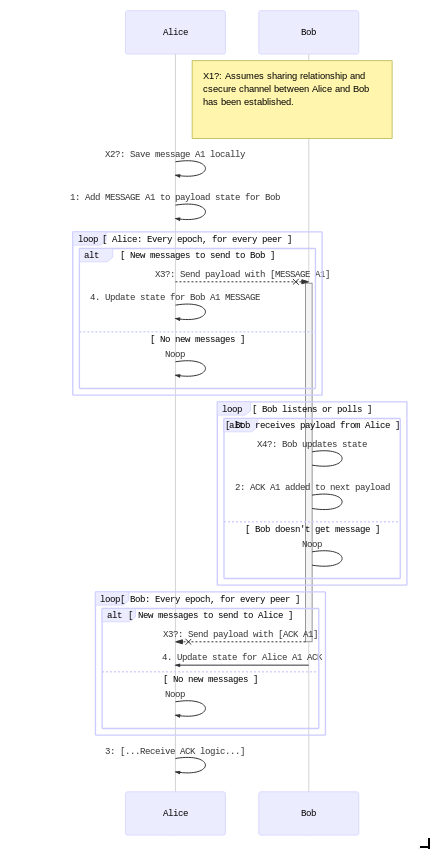 Alice
Bob
X1?: Assumes sharing relationship and
csecure channel between Alice and Bob
has been established.
X2?: Save message A1 locally
1: Add MESSAGE A1 to payload state for Bob
loop [ Alice: Every epoch, for every peer ]
alt [ New messages to send to Bob ]
X3?: Send payload with [MESSAGE A1]
4. Update state for Bob A1 MESSAGE
[ No new messages ]
Noop
loop [ Bob listens or polls ]
alt [ Bob receives payload from Alice ]
X4?: Bob updates state
2: ACK A1 added to next payload
[ Bob doesn't get message ]
Noop
loop [ Bob: Every epoch, for every peer ]
alt [ New messages to send to Alice ]
X3?: Send payload with [ACK A1]
4. Update state for Alice A1 ACK
[ No new messages ]
Noop
3: [...Receive ACK logic...]
Alice
Bob